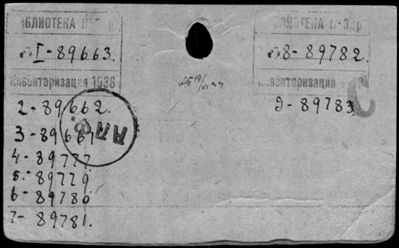 БИБЛИОТЕКА
I-89663.
Инвентаризация 1938
2-89662.
3-89661
4-89777
5-89779
6-89780
7-89781.
БИБЛИОТЕКА
8-89782.
Инвентаризация
9-89783